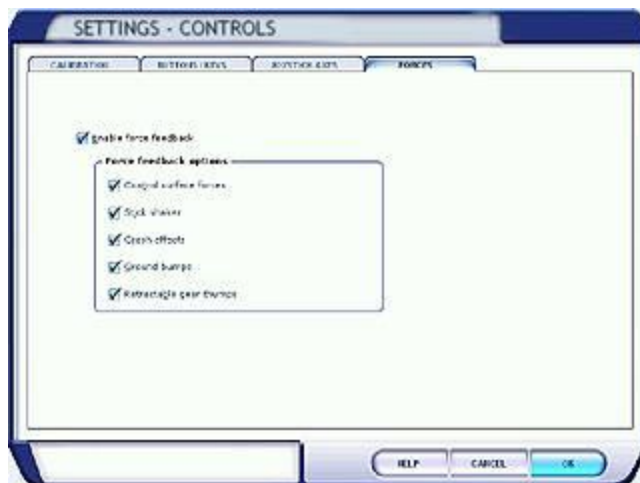 SETTINGS - CONTROLS
CALIBRATION BUTTONS / KEYS JOYSTICK AXES FORCES
Enable force feedback
Force feedback options
Control surface forces
Stick shaker
Crash effects
Ground bumps
Retractable gear thumps
HELP CANCEL OK